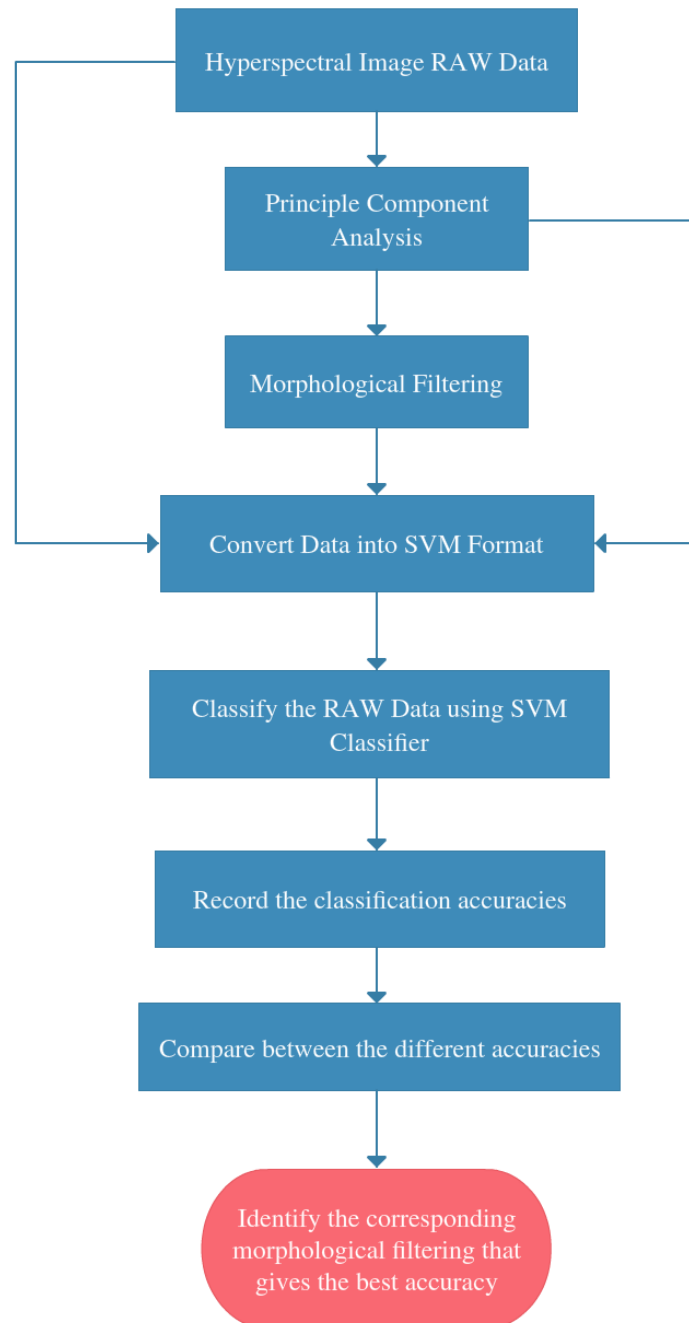 Hyperspectral Image RAW Data
Principle Component
Analysis
Morphological Filtering
Convert Data into SVM Format
Classify the RAW Data using SVM
Classifier
Record the classification accuracies
Compare between the different accuracies
Identify the corresponding
morphological filtering that
gives the best accuracy